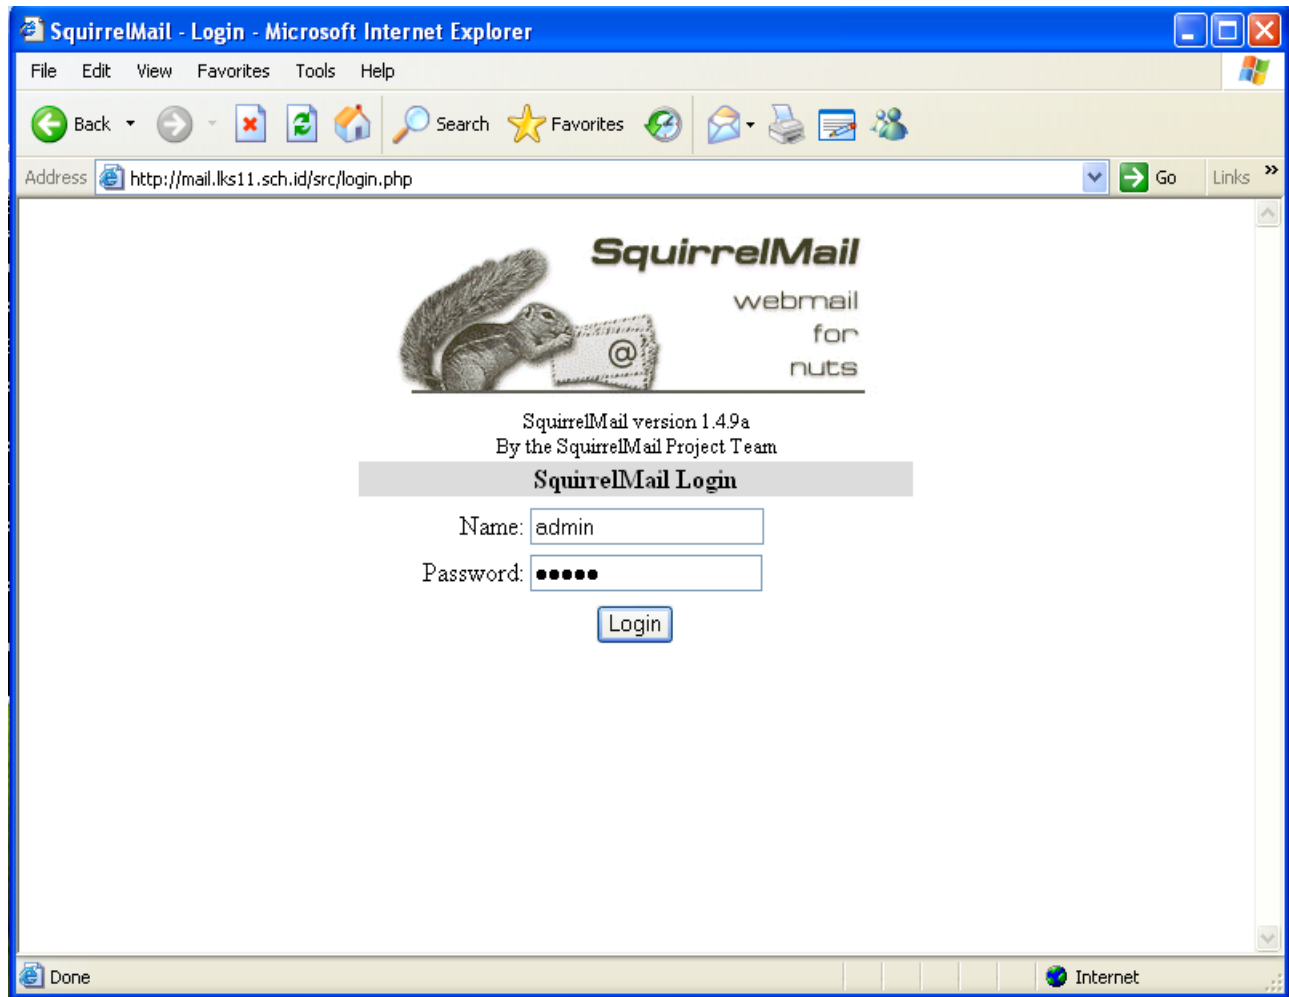 SquirrelMail - Login - Microsoft Internet Explorer
File Edit View Favorites Tools Help
Back Search Favorites
Address http://mail.lks11.sch.id/src/login.php Go Links »
SquirrelMail
webmail
for
nuts
@
SquirrelMail version 1.4.9a
By the SquirrelMail Project Team
SquirrelMail Login
Name: admin
Password: •••••
Login
Done Internet